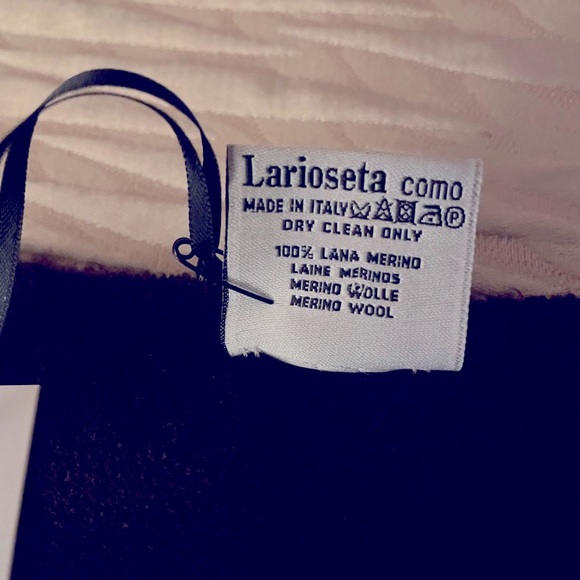 Larioseta como
MADE IN ITALY P
DRY CLEAN ONLY
100% LANA MERINO
LAINE MERINOS
MERINO WOLLE
MERINO WOOL